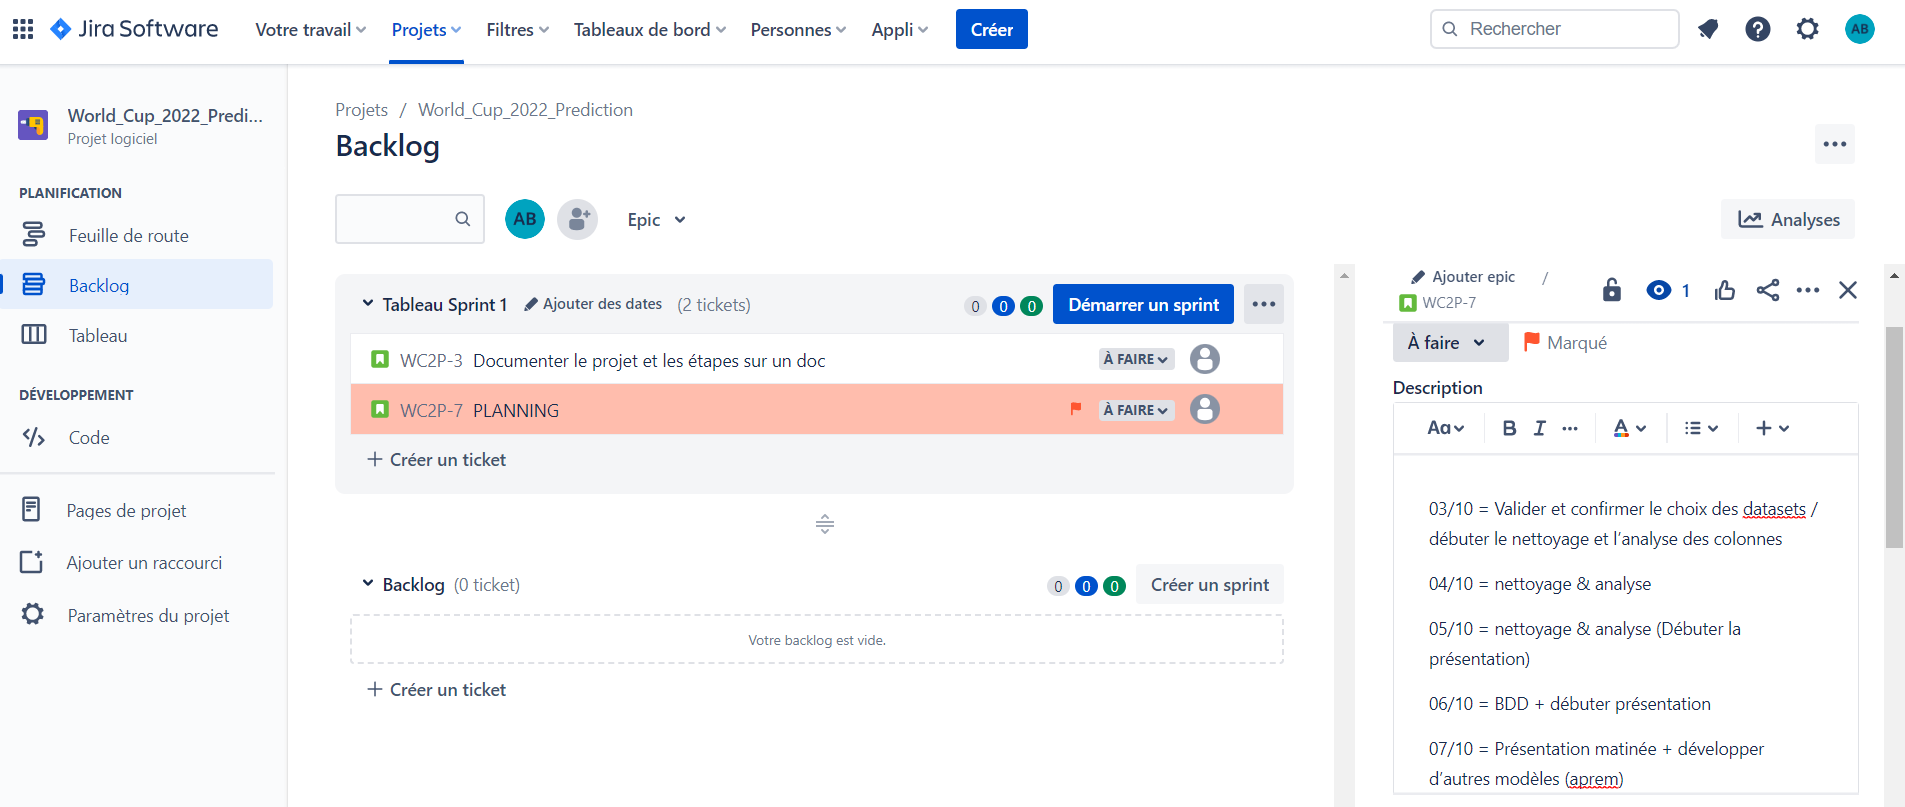 Jira Software
Votre travail
Projets
Filtres
Tableaux de bord
Personnes
Appli
Créer
Rechercher
AB
World_Cup_2022_Predi...
Projet logiciel
PLANIFICATION
Feuille de route
Backlog
Tableau
DÉVELOPPEMENT
Code
Pages de projet
Ajouter un raccourci
Paramètres du projet
Projets / World_Cup_2022_Prediction
Backlog
AB
Epic
Analyses
Tableau Sprint 1 Ajouter des dates (2 tickets)
0 0 0
Démarrer un sprint
WC2P-3 Documenter le projet et les étapes sur un doc À FAIRE
WC2P-7 PLANNING À FAIRE
+ Créer un ticket
Backlog (0 ticket)
0 0 0
Créer un sprint
Votre backlog est vide.
+ Créer un ticket
Ajouter epic /
WC2P-7
1
À faire
Marqué
Description
Aa B I ... A
03/10 = Valider et confirmer le choix des datasets /
débuter le nettoyage et l'analyse des colonnes
04/10 = nettoyage & analyse
05/10 = nettoyage & analyse (Débuter la
présentation)
06/10 = BDD + débuter présentation
07/10 = Présentation matinée + développer
d'autres modèles (aprem)